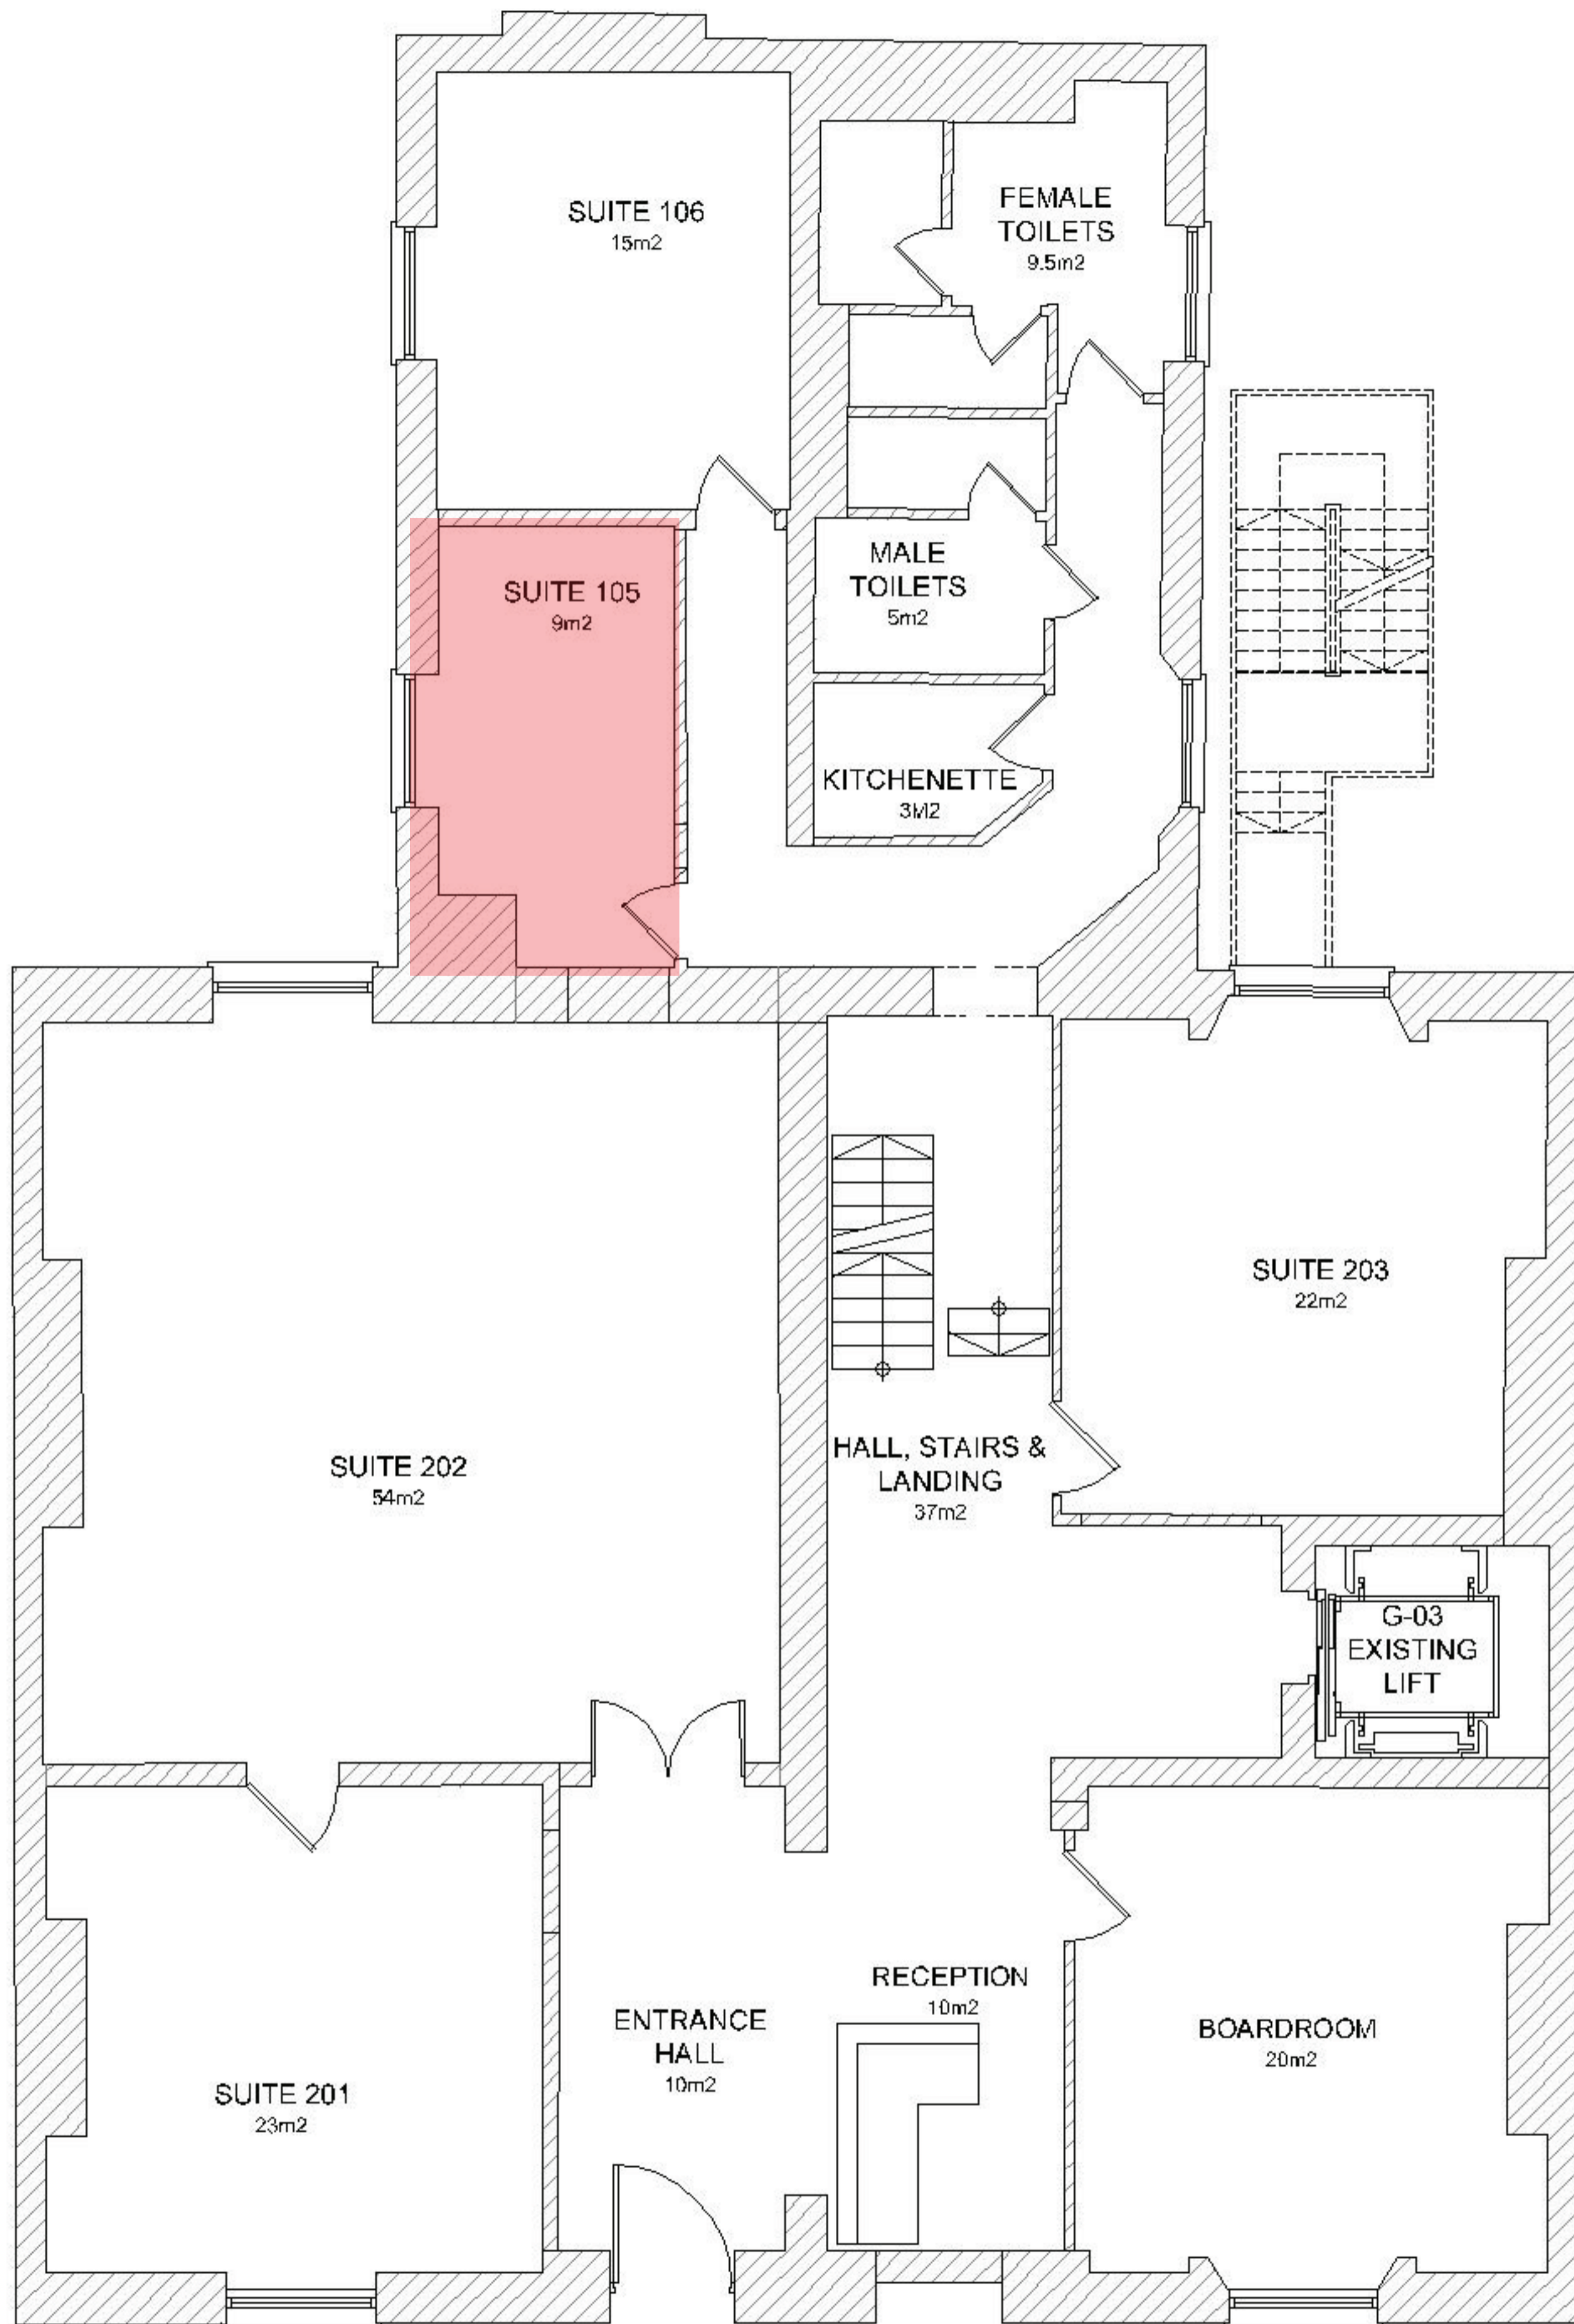 SUITE 106
15m2
FEMALE
TOILETS
9.5m2
SUITE 105
9m2
MALE
TOILETS
5m2
KITCHENETTE
3M2
SUITE 203
22m2
HALL, STAIRS &
LANDING
37m2
SUITE 202
54m2
G-03
EXISTING
LIFT
RECEPTION
10m2
ENTRANCE
HALL
10m2
BOARDROOM
20m2
SUITE 201
23m2